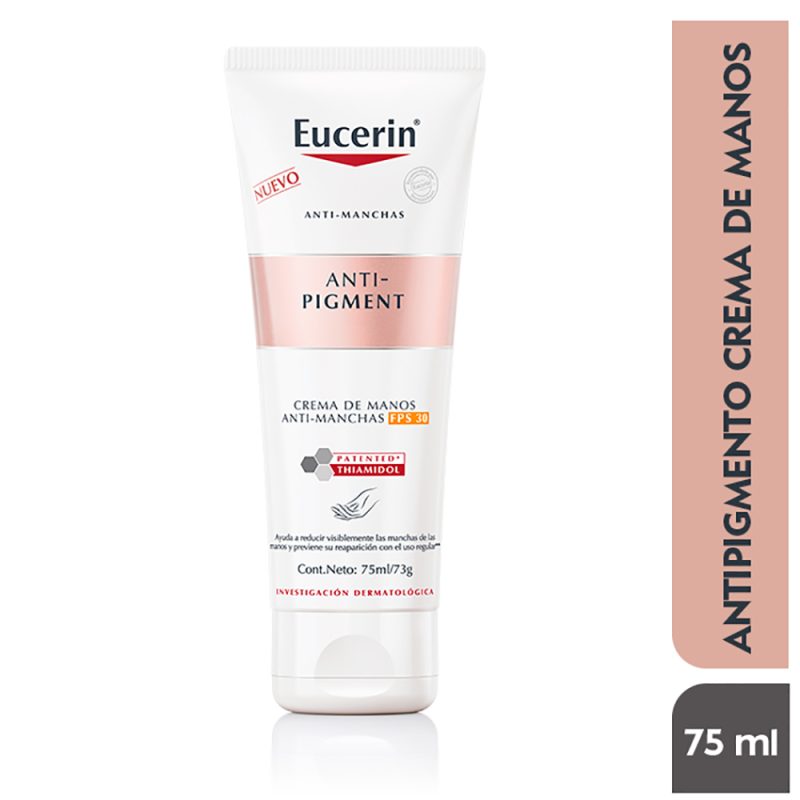 Eucerin®
NUEVO
ANTI-MANCHAS
ANTI-
PIGMENT
CREMA DE MANOS
ANTI-MANCHAS FPS 30
PATENTED*
THIAMIDOL
Ayuda a reducir visiblemente las manchas de las
manos y previene su reaparición con el uso regular**
Cont.Neto: 75ml/73g
INVESTIGACIÓN DERMATOLÓGICA
ANTIPIGMENTO CREMA DE MANOS
75 ml